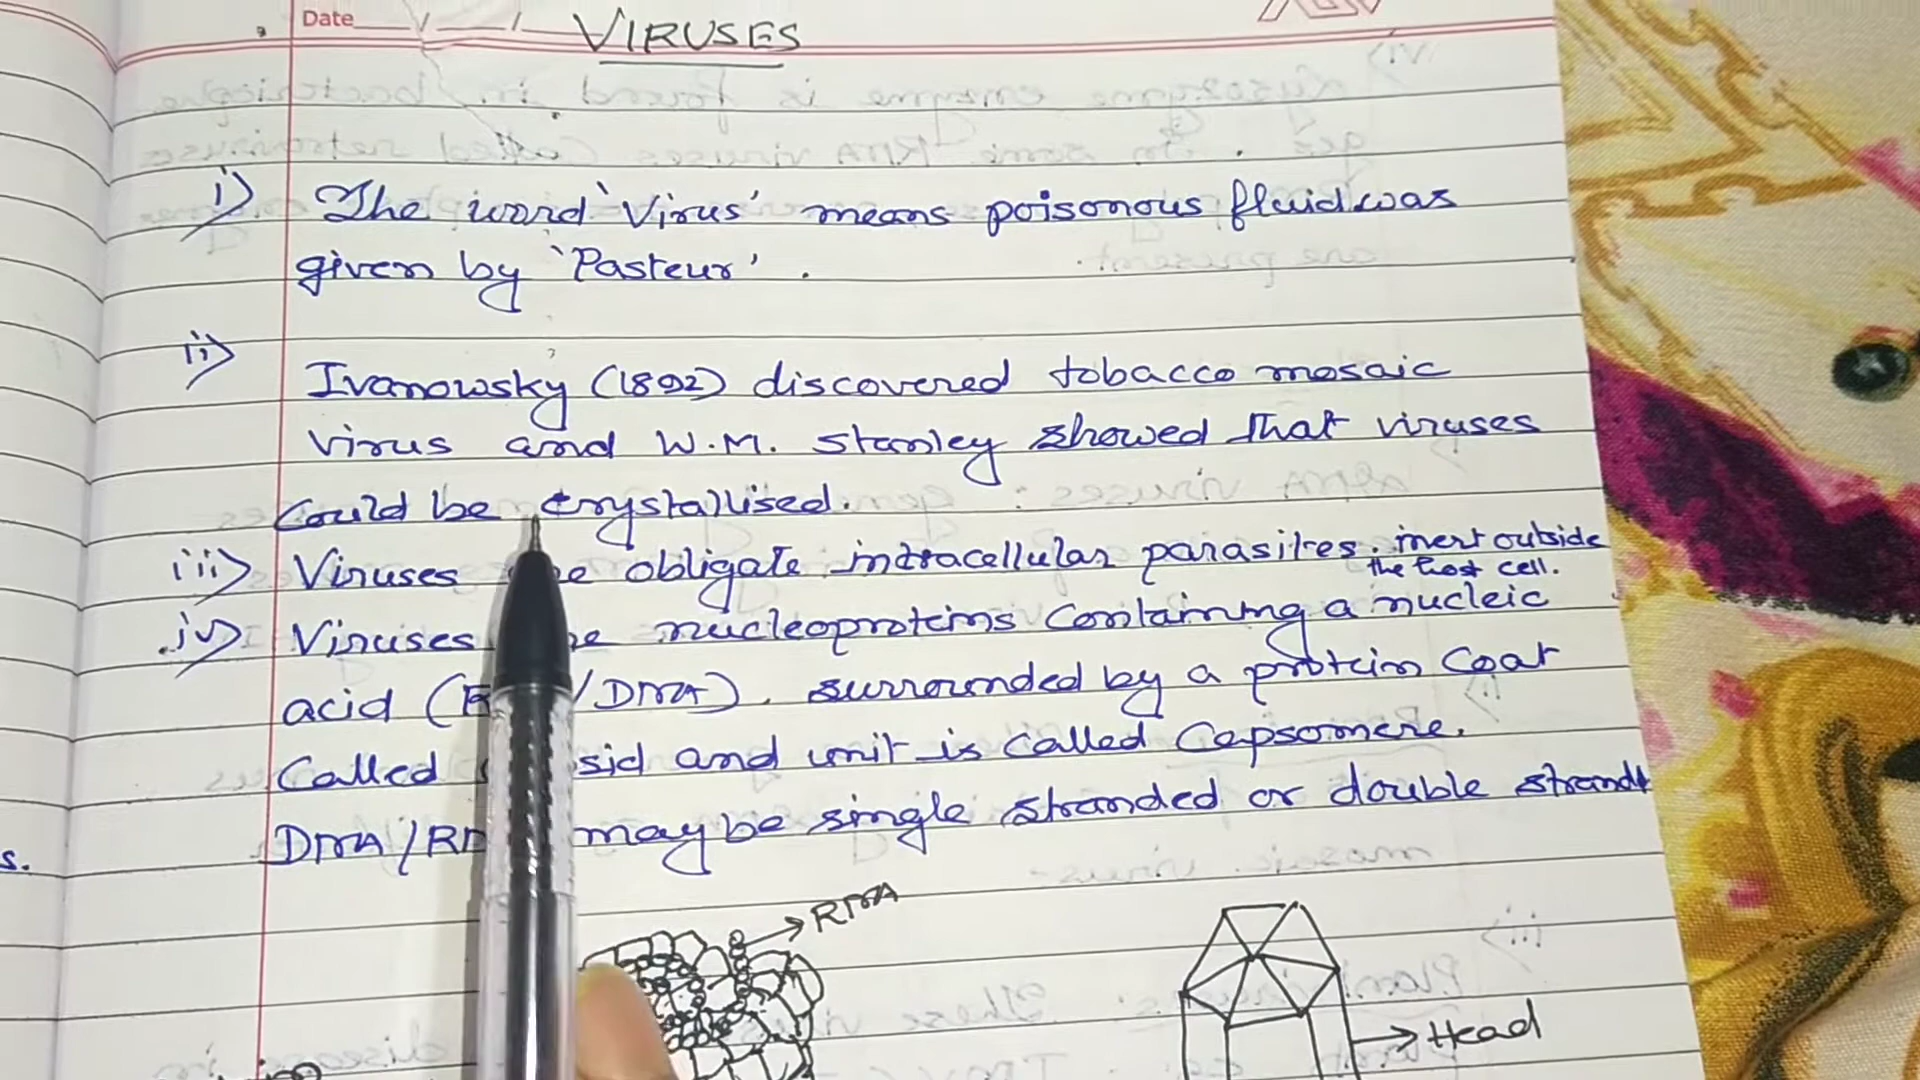 Date
VIRUSES
i) The word 'Virus' means poisonous fluid was
given by 'Pasteur'.
ii) Ivanowsky (1892) discovered tobacco mosaic
virus and W.M. Stanley showed that viruses
could be crystallised.
iii) Viruses obligate intracellular parasites. inert outside
the host cell.
iv) Viruses nucleoproteins containing a nucleic
acid ( /DNA). surrounded by a protein coat
called and unit is called Capsomere.
DNA/ may be single stranded or double
s.
RNA
Head